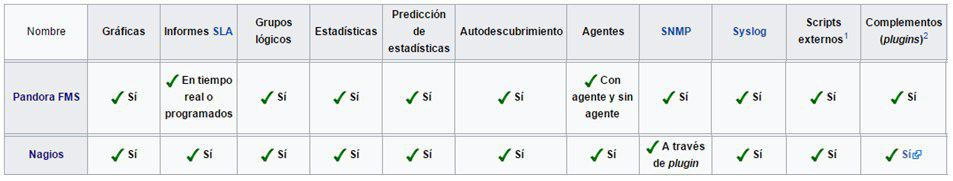 Nombre
Gráficas
Informes SLA
Grupos
lógicos
Estadísticas
Predicción
de
estadísticas
Autodescubrimiento
Agentes
SNMP
Syslog
Scripts
externos1
Complementos
(plugins)2
Pandora FMS
Sí
En tiempo
real o
programados
Sí
Sí
Sí
Sí
Con
agente y sin
agente
Sí
Sí
Sí
Sí
Nagios
Sí
Sí
Sí
Sí
Sí
Sí
Sí
A través
de plugin
Sí
Sí
Sí